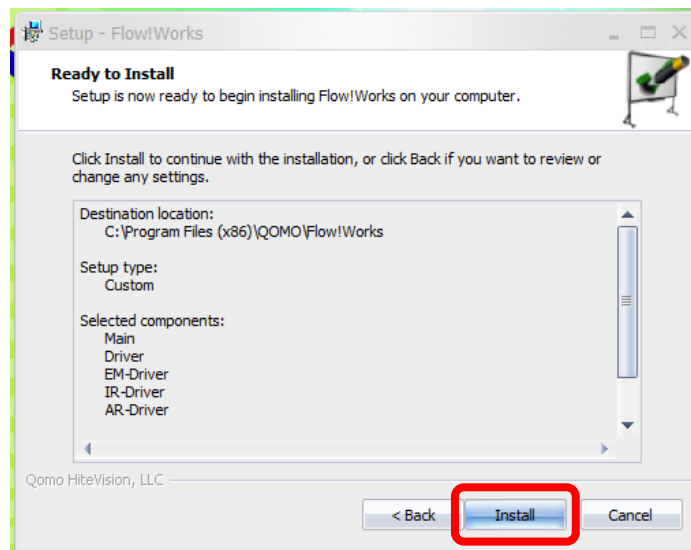 Setup - Flow!Works
Ready to Install
Setup is now ready to begin installing Flow!Works on your computer.
Click Install to continue with the installation, or click Back if you want to review or
change any settings.
Destination location:
C:\Program Files (x86)\QOMO\Flow!Works
Setup type:
Custom
Selected components:
Main
Driver
EM-Driver
IR-Driver
AR-Driver
Qomo HiteVision, LLC
< Back
Install
Cancel